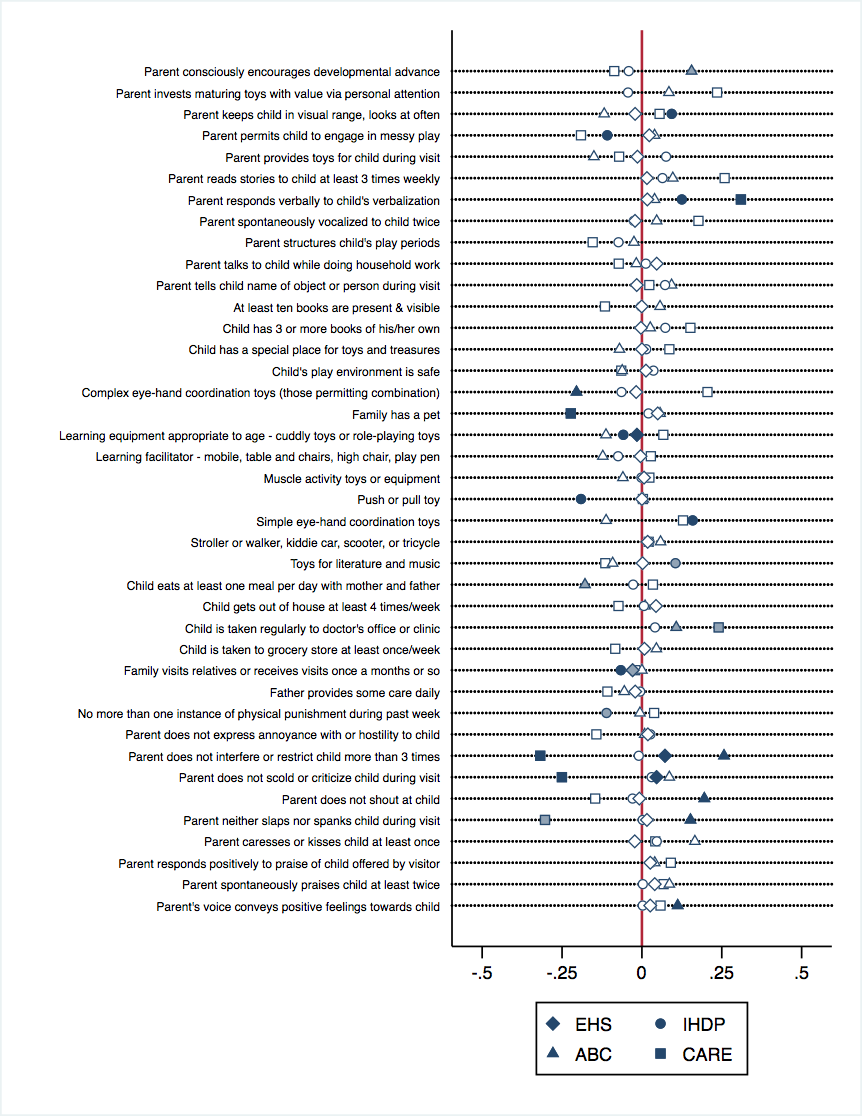 Parent consciously encourages developmental advance
Parent invests maturing toys with value via personal attention
Parent keeps child in visual range, looks at often
Parent permits child to engage in messy play
Parent provides toys for child during visit
Parent reads stories to child at least 3 times weekly
Parent responds verbally to child's verbalization
Parent spontaneously vocalized to child twice
Parent structures child's play periods
Parent talks to child while doing household work
Parent tells child name of object or person during visit
At least ten books are present & visible
Child has 3 or more books of his/her own
Child has a special place for toys and treasures
Child's play environment is safe
Complex eye-hand coordination toys (those permitting combination)
Family has a pet
Learning equipment appropriate to age - cuddly toys or role-playing toys
Learning facilitator - mobile, table and chairs, high chair, play pen
Muscle activity toys or equipment
Push or pull toy
Simple eye-hand coordination toys
Stroller or walker, kiddie car, scooter, or tricycle
Toys for literature and music
Child eats at least one meal per day with mother and father
Child gets out of house at least 4 times/week
Child is taken regularly to doctor's office or clinic
Child is taken to grocery store at least once/week
Family visits relatives or receives visits once a months or so
Father provides some care daily
No more than one instance of physical punishment during past week
Parent does not express annoyance with or hostility to child
Parent does not interfere or restrict child more than 3 times
Parent does not scold or criticize child during visit
Parent does not shout at child
Parent neither slaps nor spanks child during visit
Parent caresses or kisses child at least once
Parent responds positively to praise of child offered by visitor
Parent spontaneously praises child at least twice
Parent's voice conveys positive feelings towards child
-.5 -.25 0 .25 .5
EHS IHDP
ABC CARE